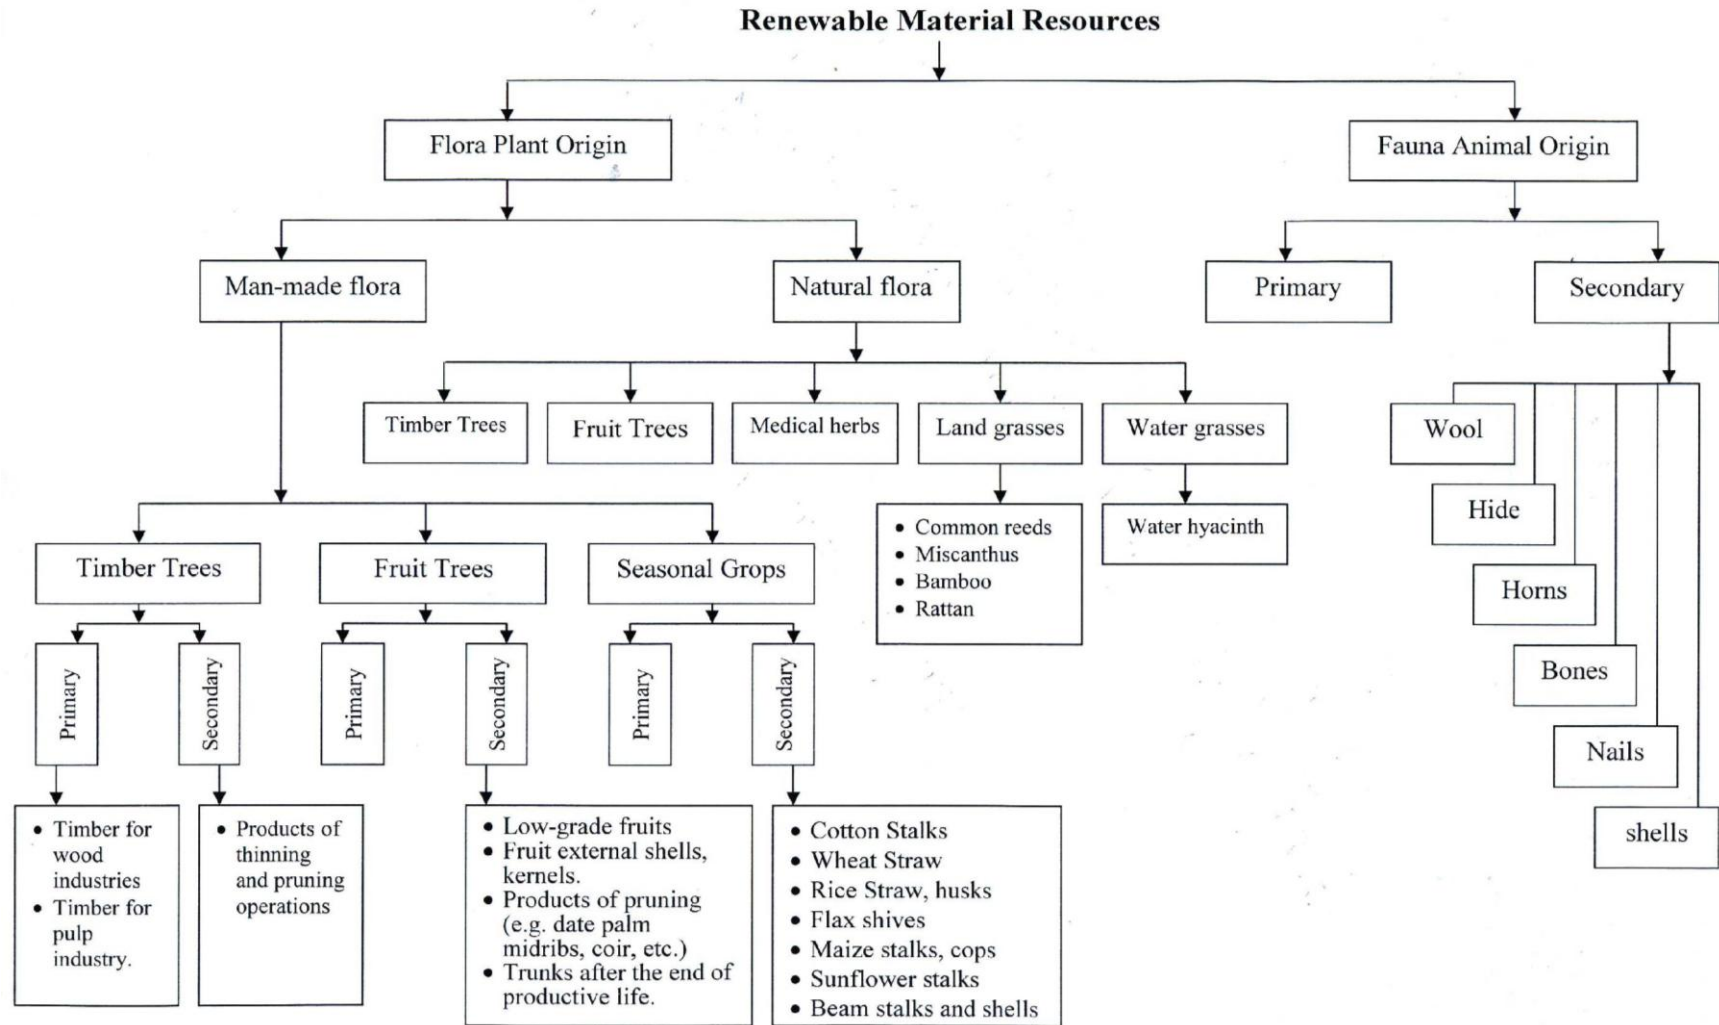 Renewable Material Resources
Flora Plant Origin
Fauna Animal Origin
Man-made flora
Natural flora
Primary
Secondary
Timber Trees
Fruit Trees
Medical herbs
Land grasses
Water grasses
Wool
Hide
Horns
Bones
Nails
shells
• Common reeds
• Miscanthus
• Bamboo
• Rattan
Water hyacinth
Timber Trees
Fruit Trees
Seasonal Grops
Primary
Secondary
Primary
Secondary
Primary
Secondary
• Timber for
wood
industries
• Timber for
pulp
industry.
• Products of
thinning
and pruning
operations
• Low-grade fruits
• Fruit external shells,
kernels.
• Products of pruning
(e.g. date palm
midribs, coir, etc.)
• Trunks after the end of
productive life.
• Cotton Stalks
• Wheat Straw
• Rice Straw, husks
• Flax shives
• Maize stalks, cops
• Sunflower stalks
• Beam stalks and shells